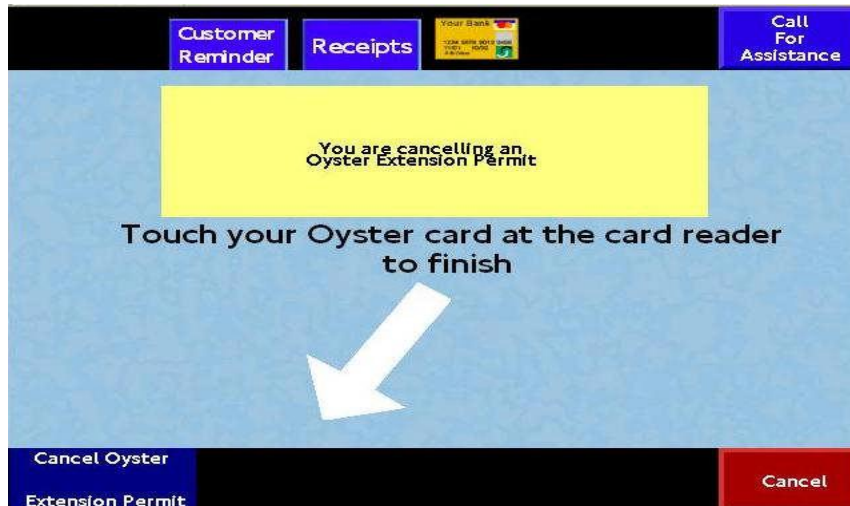 Customer
Reminder
Receipts
Your Bank
Call
For
Assistance
You are cancelling an
Oyster Extension Permit
Touch your Oyster card at the card reader
to finish
Cancel Oyster
Extension Permit
Cancel